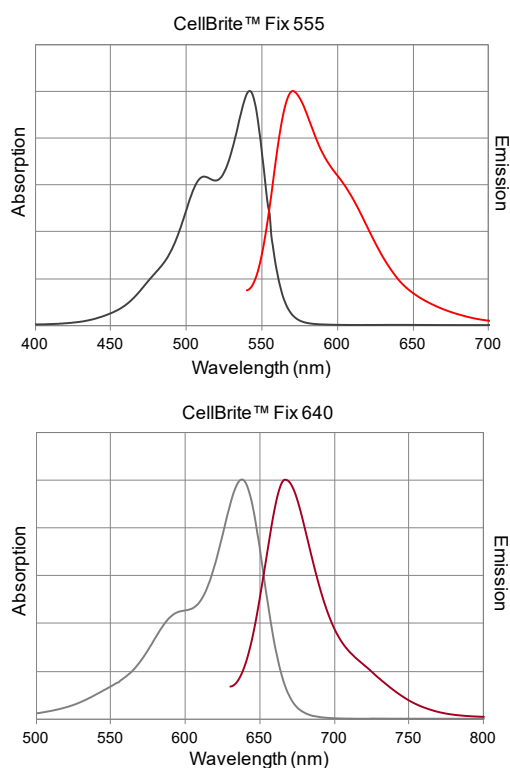 CellBrite™ Fix 555
Absorption
Emission
400 450 500 550 600 650 700
Wavelength (nm)
CellBrite™ Fix 640
Absorption
Emission
500 550 600 650 700 750 800
Wavelength (nm)